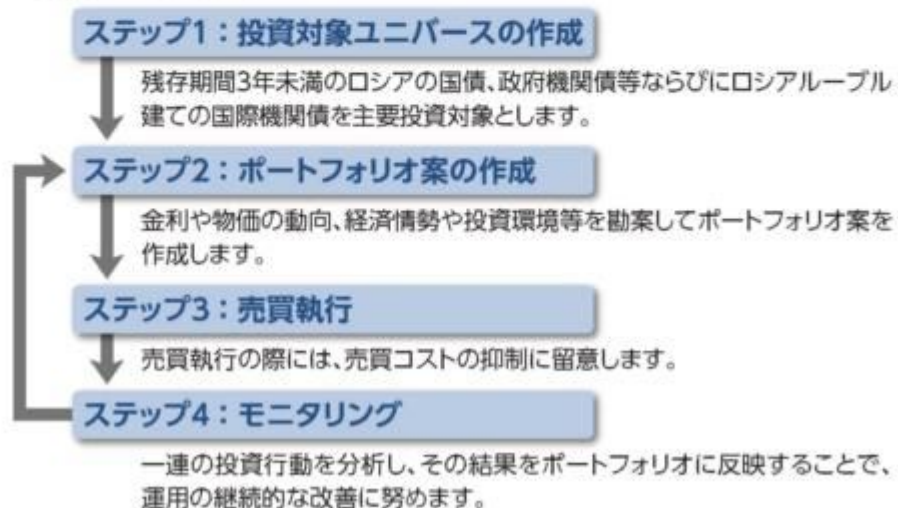 ステップ1:投資対象ユニバースの作成
残存期間3年未満のロシアの国債、政府機関債等ならびにロシアルーブル
建ての国際機関債を主要投資対象とします。
ステップ2:ポートフォリオ案の作成
金利や物価の動向、経済情勢や投資環境等を勘案してポートフォリオ案を
作成します。
ステップ3:売買執行
売買執行の際には、売買コストの抑制に留意します。
ステップ4:モニタリング
一連の投資行動を分析し、その結果をポートフォリオに反映することで、
運用の継続的な改善に努めます。